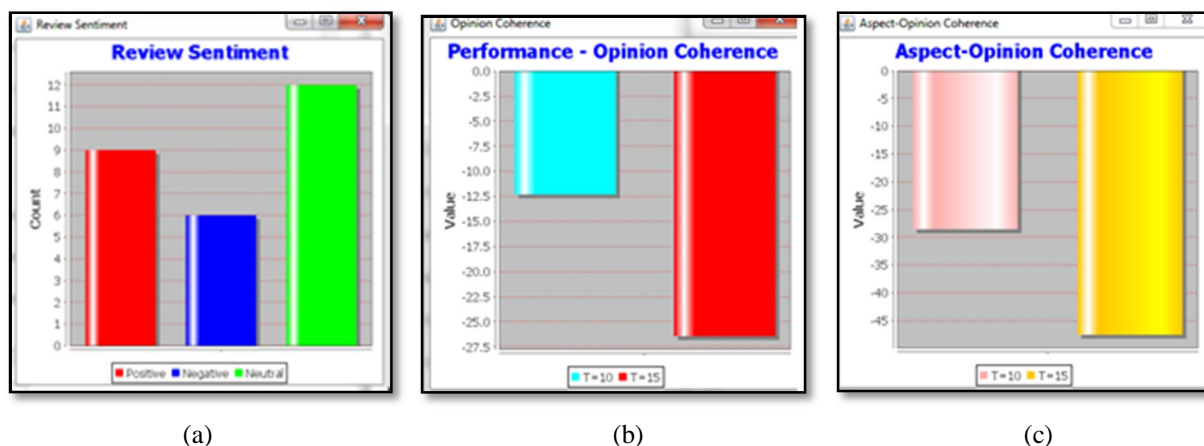 Review Sentiment
Review Sentiment
Count
12
11
10
9
8
7
6
5
4
3
2
1
0
Positive Negative Neutral
(a)
Opinion Coherence
Performance - Opinion Coherence
Value
0.0
-2.5
-5.0
-7.5
-10.0
-12.5
-15.0
-17.5
-20.0
-22.5
-25.0
-27.5
T=10 T=15
(b)
Aspect-Opinion Coherence
Aspect-Opinion Coherence
Value
0
-5
-10
-15
-20
-25
-30
-35
-40
-45
T=10 T=15
(c)